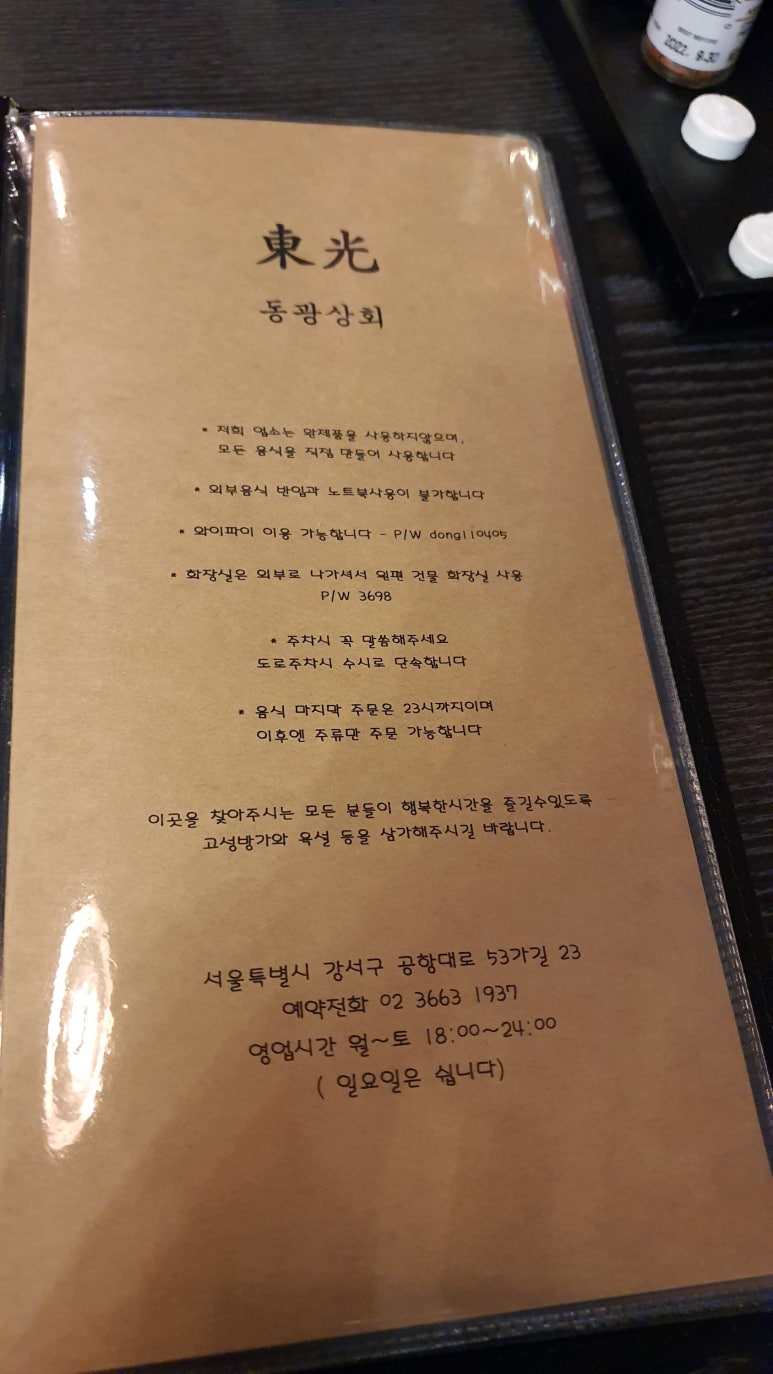 BEST BEFORE
2022. 9.30
東光
동광상회
* 저희 업소는 완제품을 사용하지않으며,
모든 음식을 직접 만들어 사용합니다
* 외부음식 반입과 노트북사용이 불가합니다
* 와이파이 이용 가능합니다 - P/W dongli0405
* 화장실은 외부로 나가셔서 왼편 건물 화장실 사용
P/W 3698
* 주차시 꼭 말씀해주세요
도로주차시 수시로 단속합니다
* 음식 마지막 주문은 23시까지이며
이후엔 주류만 주문 가능합니다
이곳을 찾아주시는 모든 분들이 행복한시간을 즐길수있도록
고성방가와 욕설 등을 삼가해주시길 바랍니다.
서울특별시 강서구 공항대로 53가길 23
예약전화 02 3663 1937
영업시간 월~토 18:00~24:00
( 일요일은 쉽니다)